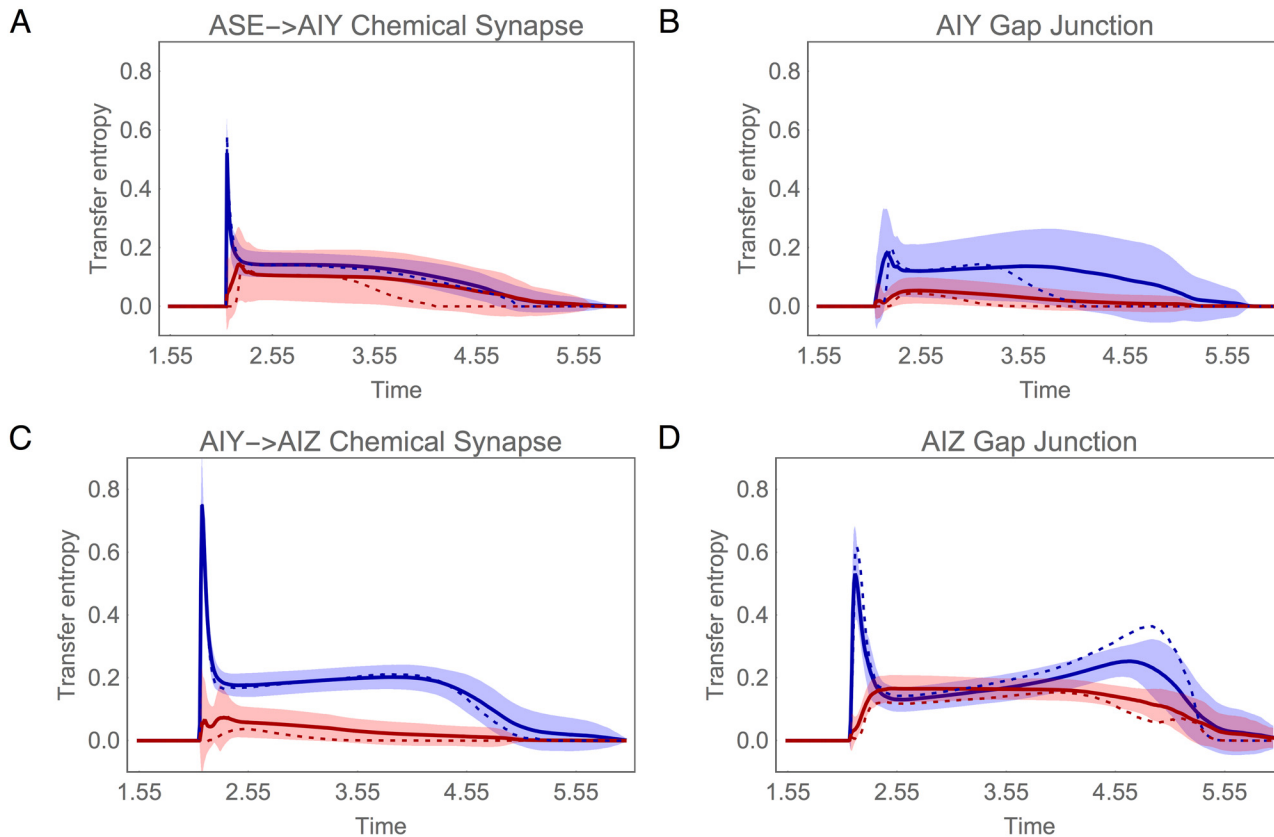 A
ASE->AIY Chemical Synapse
Transfer entropy
0.8
0.6
0.4
0.2
0.0
1.55 2.55 3.55 4.55 5.55
Time
B
AIY Gap Junction
Transfer entropy
0.8
0.6
0.4
0.2
0.0
1.55 2.55 3.55 4.55 5.55
Time
C
AIY->AIZ Chemical Synapse
Transfer entropy
0.8
0.6
0.4
0.2
0.0
1.55 2.55 3.55 4.55 5.55
Time
D
AIZ Gap Junction
Transfer entropy
0.8
0.6
0.4
0.2
0.0
1.55 2.55 3.55 4.55 5.55
Time